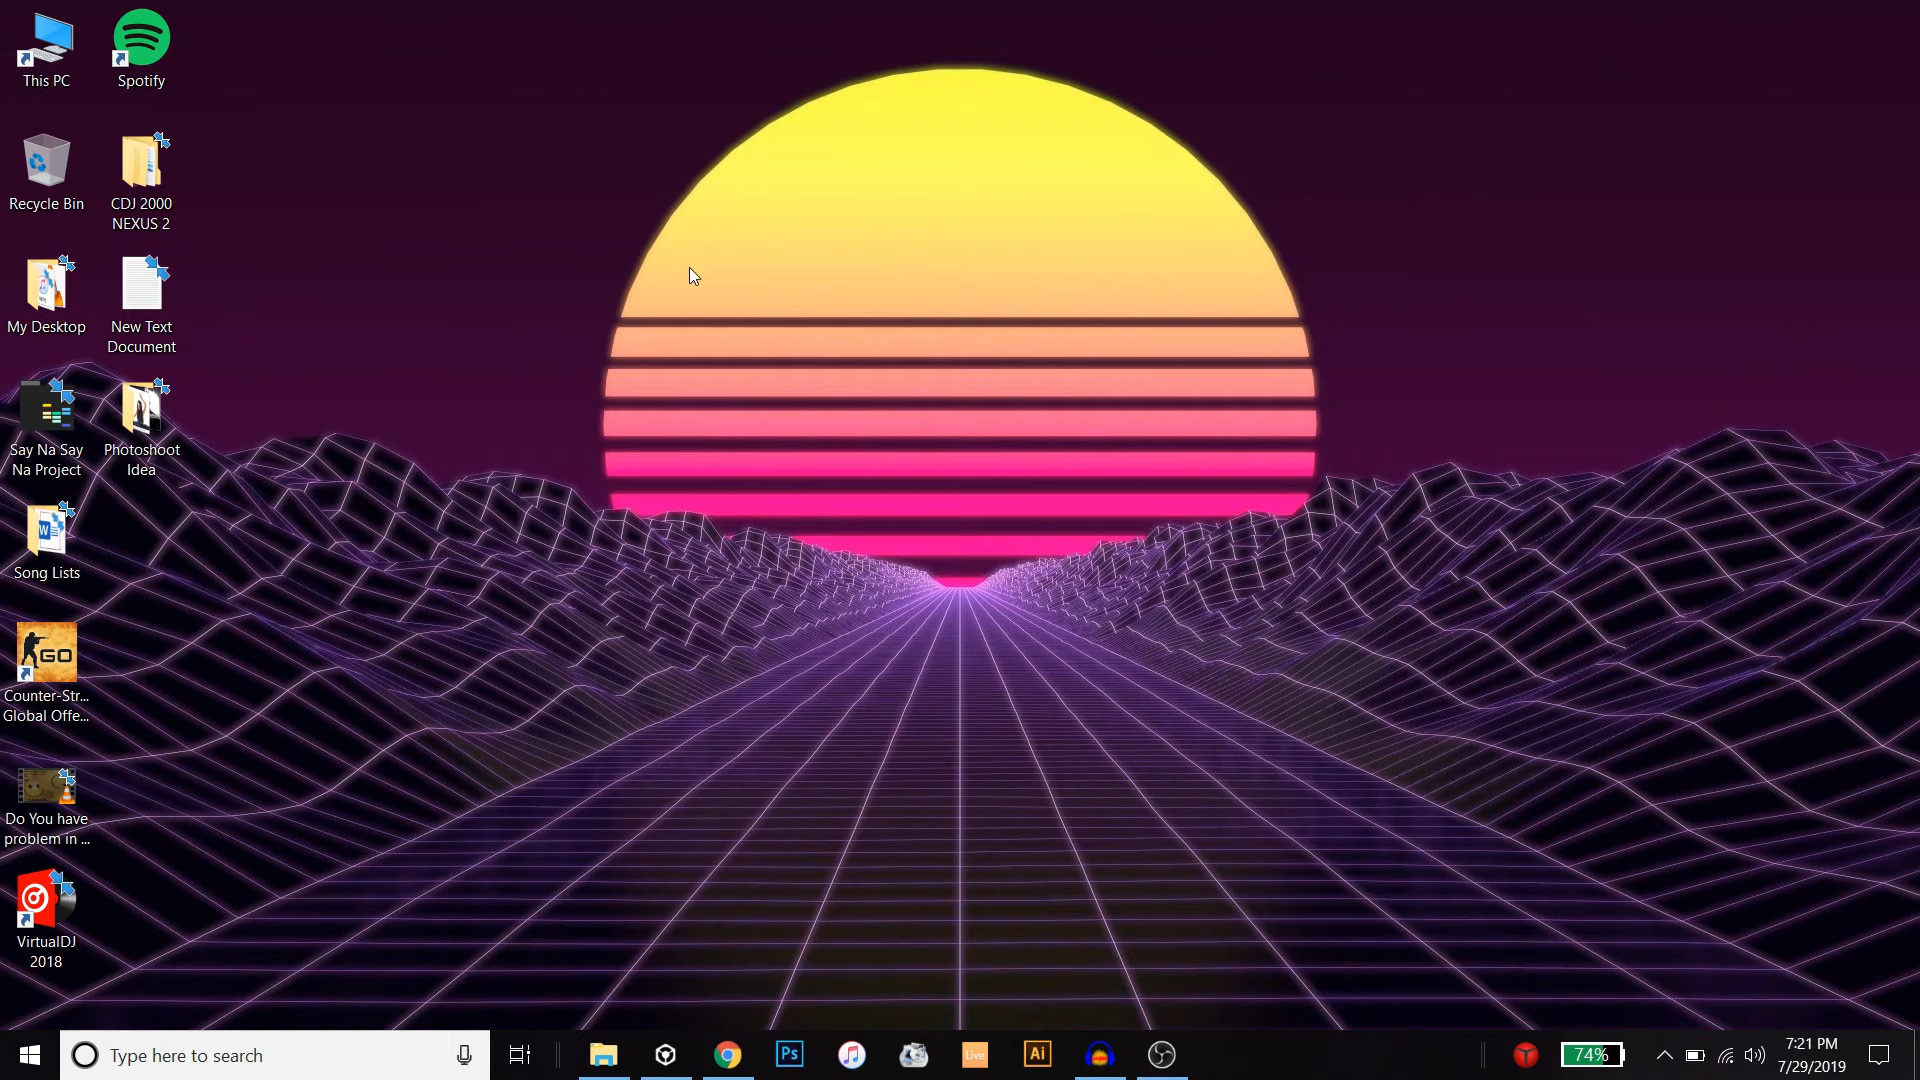 This PC
Spotify
Recycle Bin
CDJ 2000
NEXUS 2
My Desktop
New Text
Document
Say Na Say
Na Project
Photoshoot
Idea
Song Lists
GO
Counter-Str...
Global Offe...
Do You have
problem in ...
VirtualDJ
2018
Type here to search
Ps
Live
Ai
74%
7:21 PM
7/29/2019